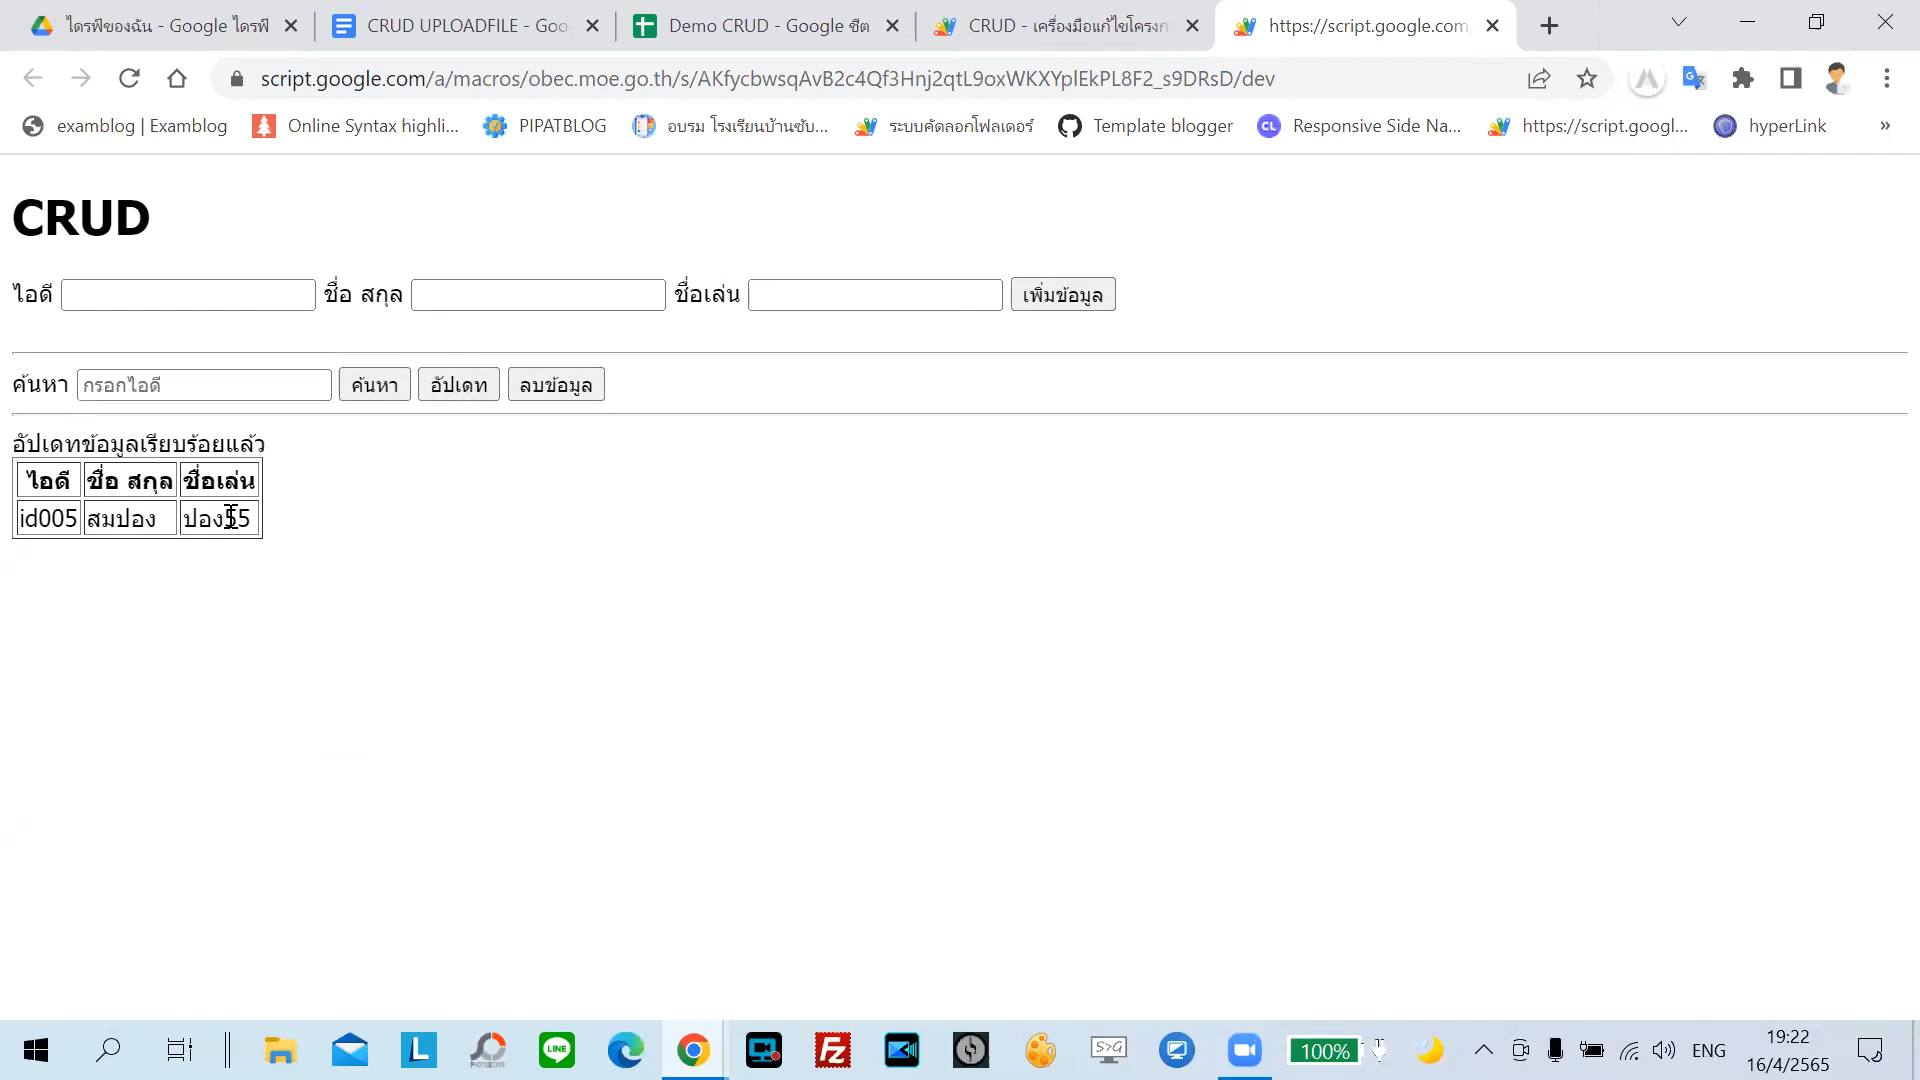 ไดรฟ์ของฉัน - Google ไดรฟ์
CRUD UPLOADFILE - Goo
Demo CRUD - Google ชีต
CRUD - เครื่องมือแก้ไขโครงก
https://script.google.com,
script.google.com/a/macros/obec.moe.go.th/s/AKfycbwsqAvB2c4Qf3Hnj2qtL9oxWKXYplEkPL8F2_s9DRsD/dev
examblog | Examblog
Online Syntax highli...
PIPATBLOG
อบรม โรงเรียนบ้านซับ...
ระบบคัดลอกโฟลเดอร์
Template blogger
Responsive Side Na...
https://script.googl...
hyperLink
»
CRUD
ไอดี ชื่อ สกุล ชื่อเล่น เพิ่มข้อมูล
ค้นหา กรอกไอดี ค้นหา อัปเดท ลบข้อมูล
อัปเดทข้อมูลเรียบร้อยแล้ว
ไอดี ชื่อ สกุล ชื่อเล่น
id005 สมปอง ปอง55
100%
ENG
19:22
16/4/2565